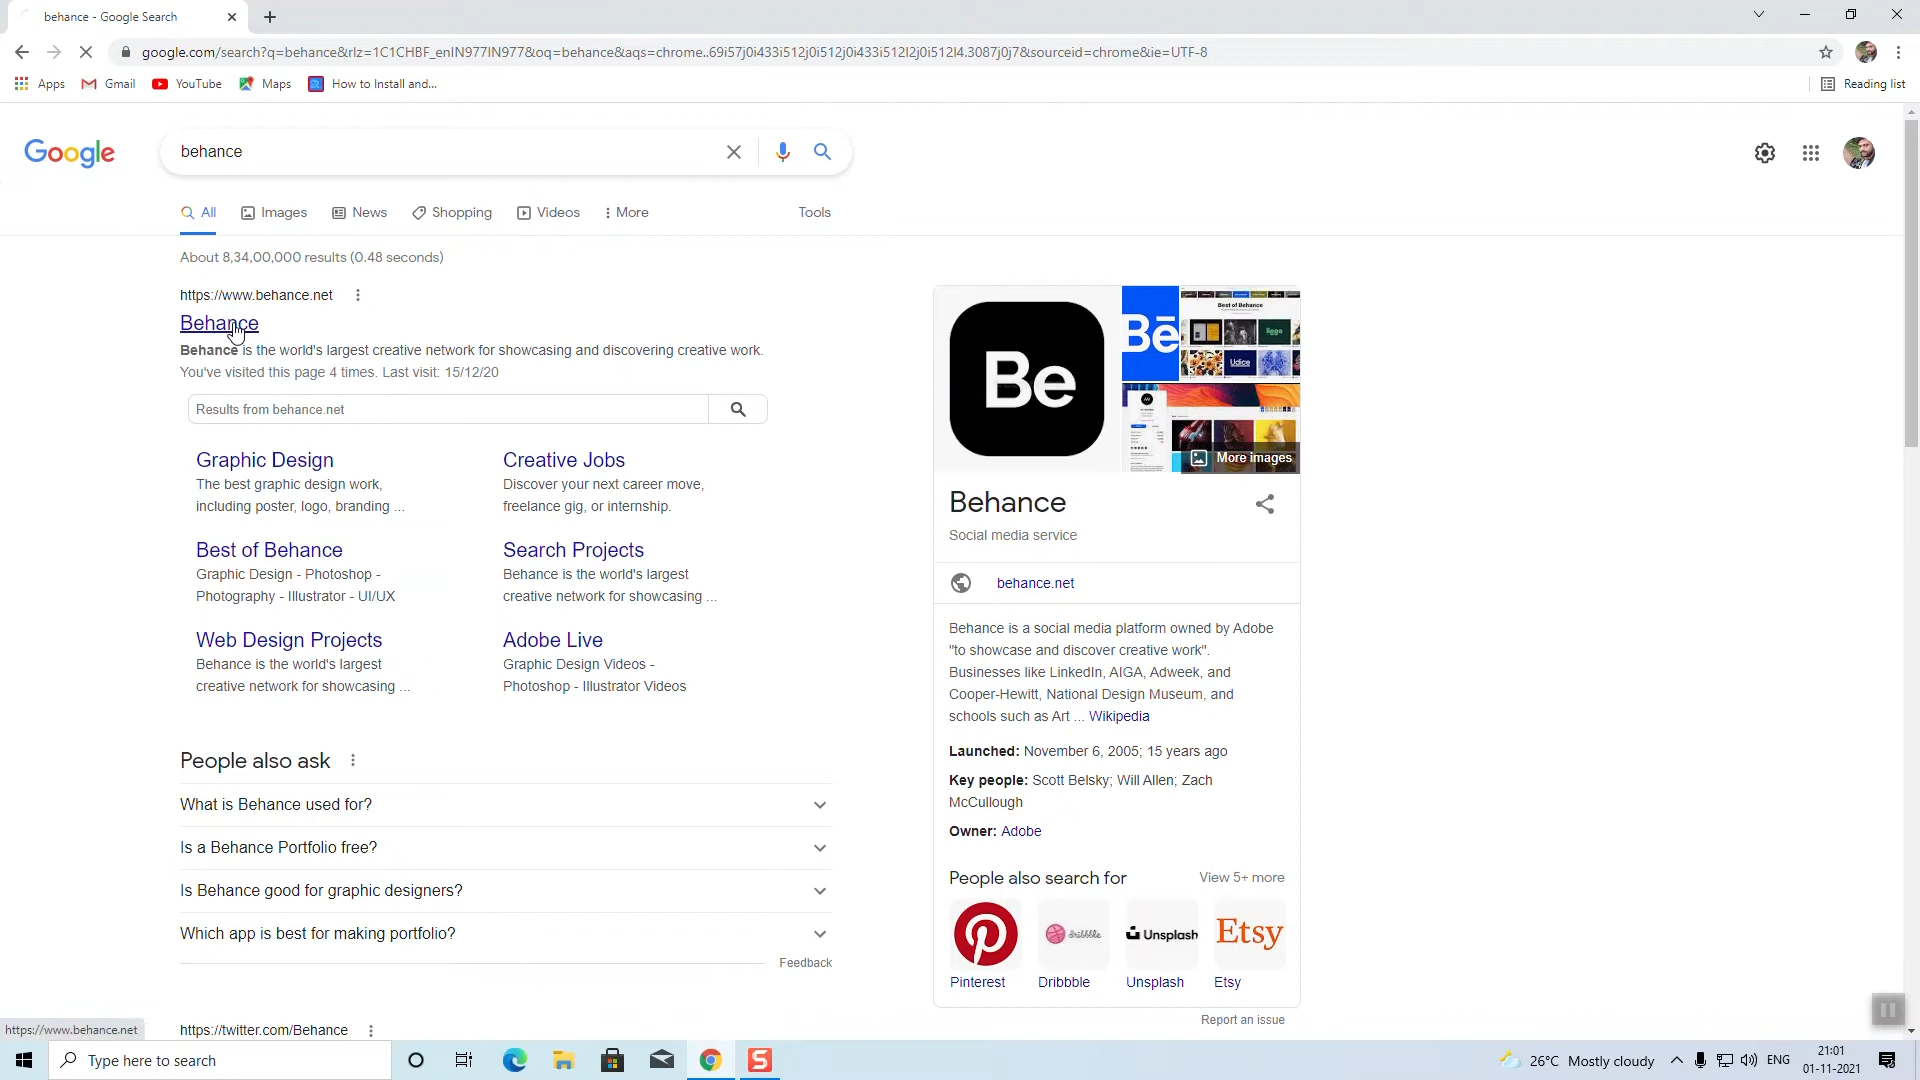 behance - Google Search
google.com/search?q=behance&rlz=1C1CHBF_enIN977IN977&oq=behance&aqs=chrome..69i57j0i433i512j0i512j0i433i512l2j0i512l4.3087j0j7&sourceid=chrome&ie=UTF-8
Apps Gmail YouTube Maps How to Install and... Reading list
Google behance
All Images News Shopping Videos More Tools
About 8,34,00,000 results (0.48 seconds)
https://www.behance.net
Behance
Behance is the world's largest creative network for showcasing and discovering creative work.
You've visited this page 4 times. Last visit: 15/12/20
Results from behance.net
Graphic Design
The best graphic design work,
including poster, logo, branding ...
Creative Jobs
Discover your next career move,
freelance gig, or internship.
Best of Behance
Graphic Design - Photoshop -
Photography - Illustrator - UI/UX
Search Projects
Behance is the world's largest
creative network for showcasing ...
Web Design Projects
Behance is the world's largest
creative network for showcasing ...
Adobe Live
Graphic Design Videos -
Photoshop - Illustrator Videos
People also ask
What is Behance used for?
Is a Behance Portfolio free?
Is Behance good for graphic designers?
Which app is best for making portfolio?
Feedback
https://twitter.com/Behance
Be
Bē
Best of Behance
Udice
More images
Behance
Social media service
behance.net
Behance is a social media platform owned by Adobe
"to showcase and discover creative work".
Businesses like LinkedIn, AIGA, Adweek, and
Cooper-Hewitt, National Design Museum, and
schools such as Art ... Wikipedia
Launched: November 6, 2005; 15 years ago
Key people: Scott Belsky; Will Allen; Zach
McCullough
Owner: Adobe
People also search for View 5+ more
dribbble Unsplash Etsy
Pinterest Dribbble Unsplash Etsy
Report an issue
https://www.behance.net
Type here to search
26°C Mostly cloudy ENG
21:01
01-11-2021